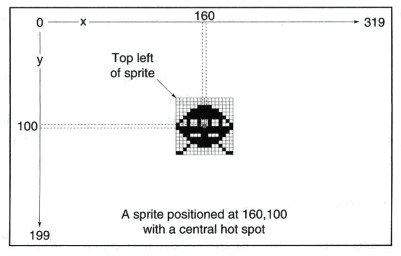 160
0 x 319
y
Top left
of sprite
100
A sprite positioned at 160,100
with a central hot spot
199